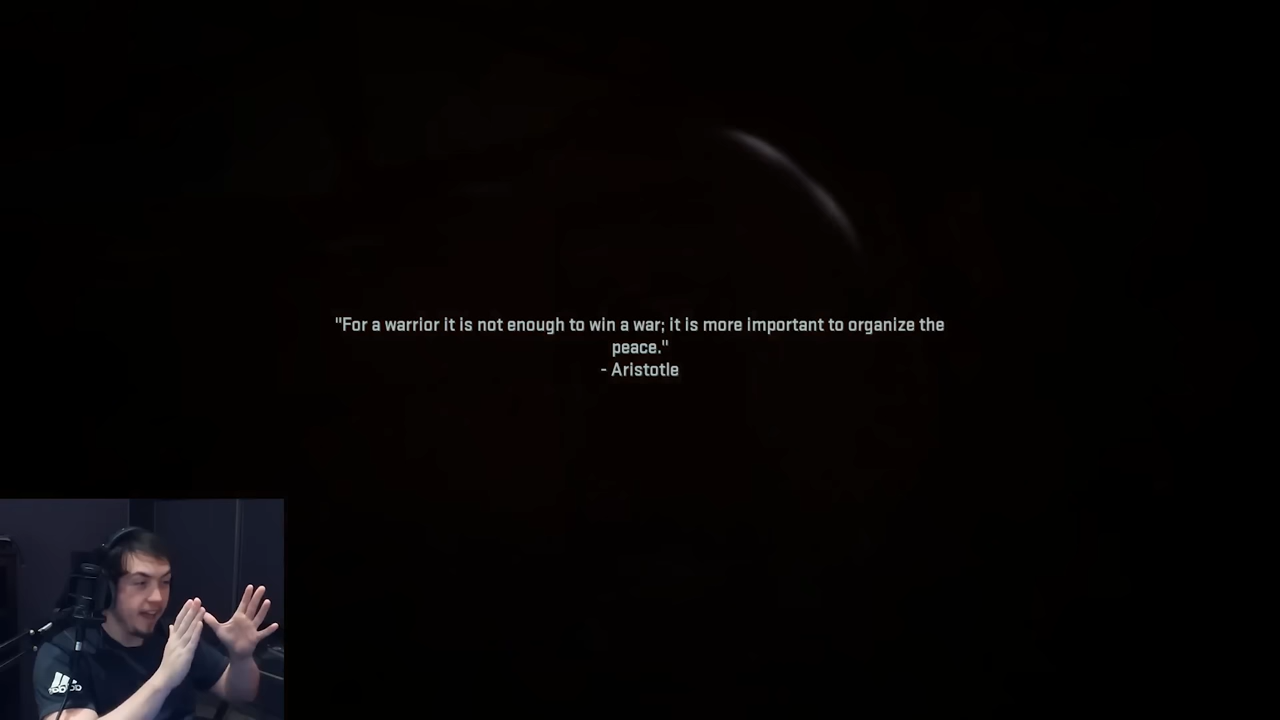 "For a warrior it is not enough to win a war; it is more important to organize the
peace."
- Aristotle